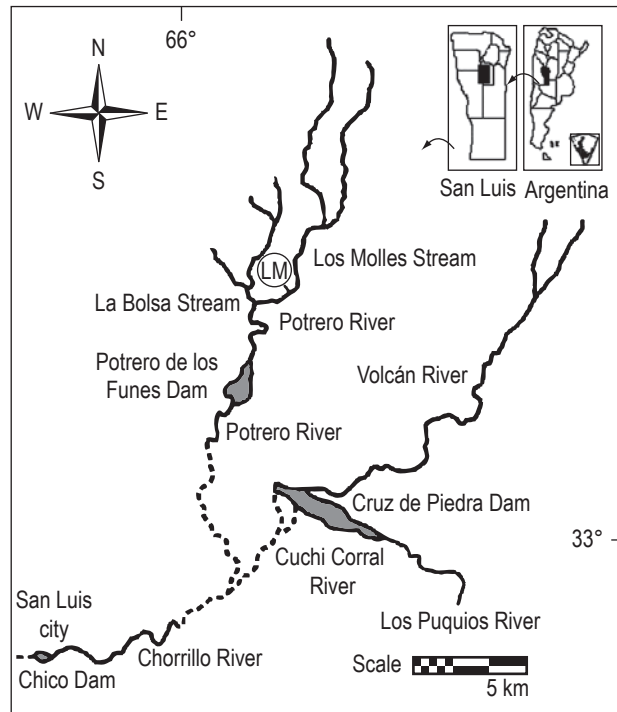 66°
N
W
E
S
San Luis
Argentina
LM
Los Molles Stream
La Bolsa Stream
Potrero River
Potrero de los
Funes Dam
Volcán River
Potrero River
Cruz de Piedra Dam
Cuchi Corral
River
33°
Los Puquios River
San Luis
city
Chorrillo River
Chico Dam
Scale
5 km